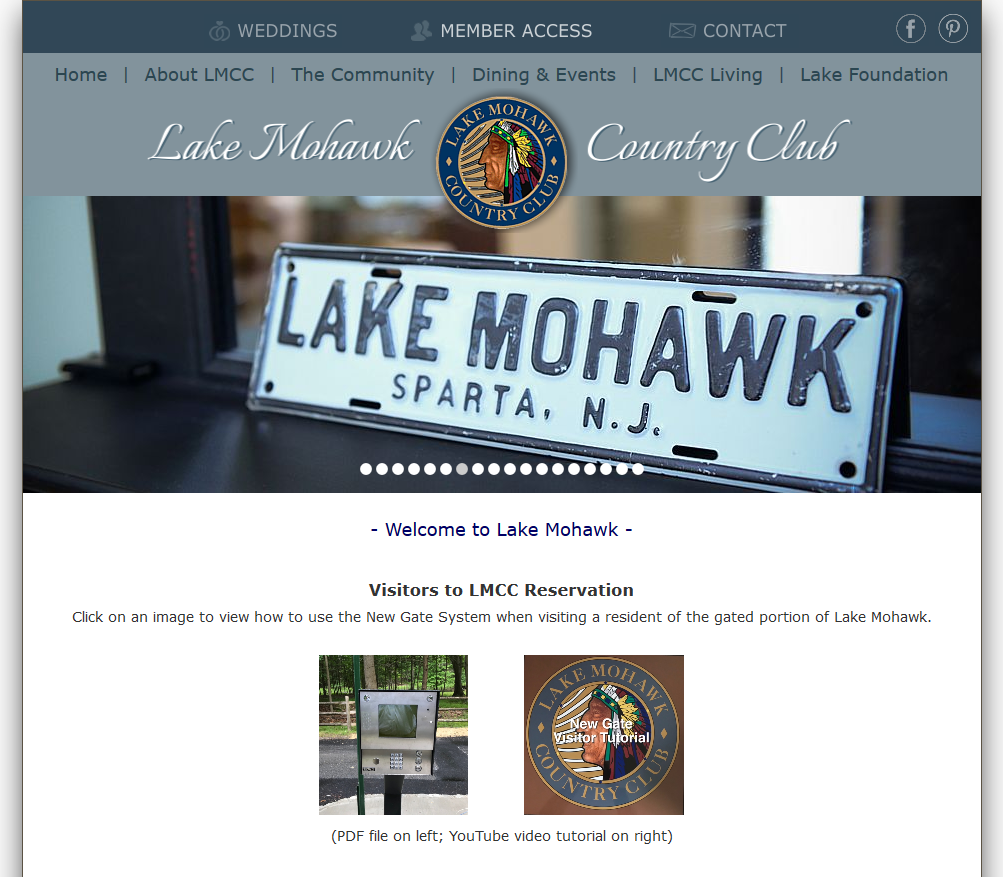 WEDDINGS MEMBER ACCESS CONTACT
Home | About LMCC | The Community | Dining & Events | LMCC Living | Lake Foundation
Lake Mohawk Country Club
LAKE MOHAWK
COUNTRY CLUB
LAKE MOHAWK
SPARTA, N.J.
- Welcome to Lake Mohawk -
Visitors to LMCC Reservation
Click on an image to view how to use the New Gate System when visiting a resident of the gated portion of Lake Mohawk.
LAKE MOHAWK
New Gate
Visitor Tutorial
COUNTRY CLUB
(PDF file on left; YouTube video tutorial on right)